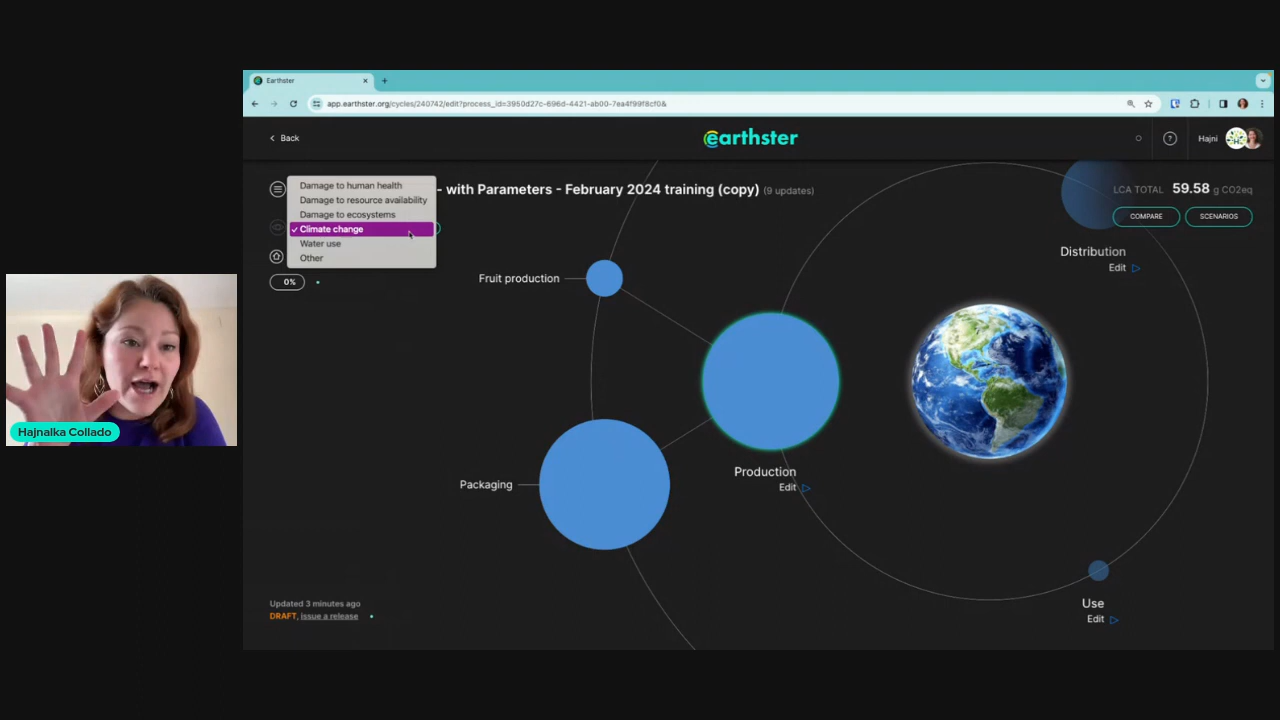 Earthster
app.earthster.org/cycles/240742/edit?process_id=3950d27c-696d-4421-ab00-7ea4f99f8cf0&
Back
earthster
?
Hajni
Damage to human health
Damage to resource availability
Damage to ecosystems
✓ Climate change
Water use
Other
- with Parameters - February 2024 training (copy) (9 updates)
LCA TOTAL 59.58 g CO2eq
COMPARE
SCENARIOS
Distribution
Edit
Fruit production
0%
Hajnalka Collado
Production
Edit
Packaging
Use
Edit
Updated 3 minutes ago
DRAFT, issue a release